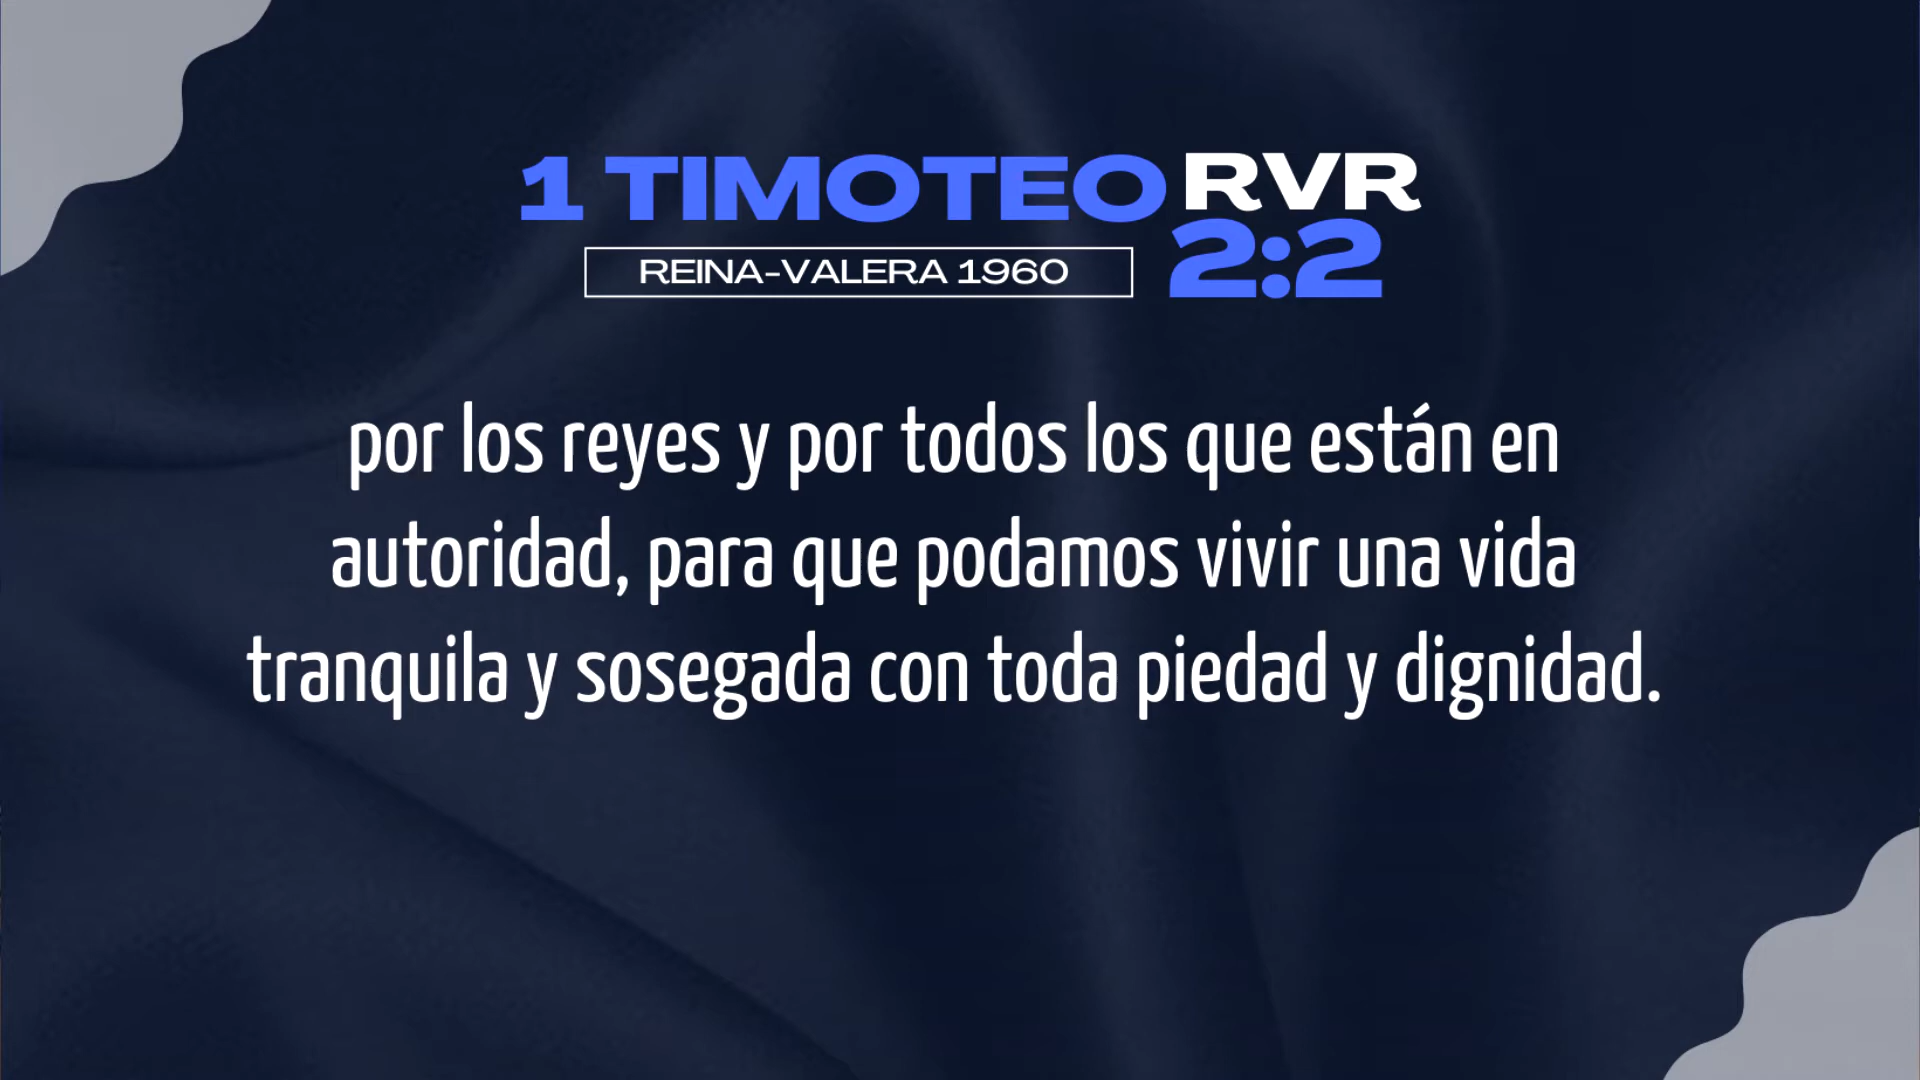 1 TIMOTEO RVR
REINA-VALERA 1960 2:2
por los reyes y por todos los que están en
autoridad, para que podamos vivir una vida
tranquila y sosegada con toda piedad y dignidad.